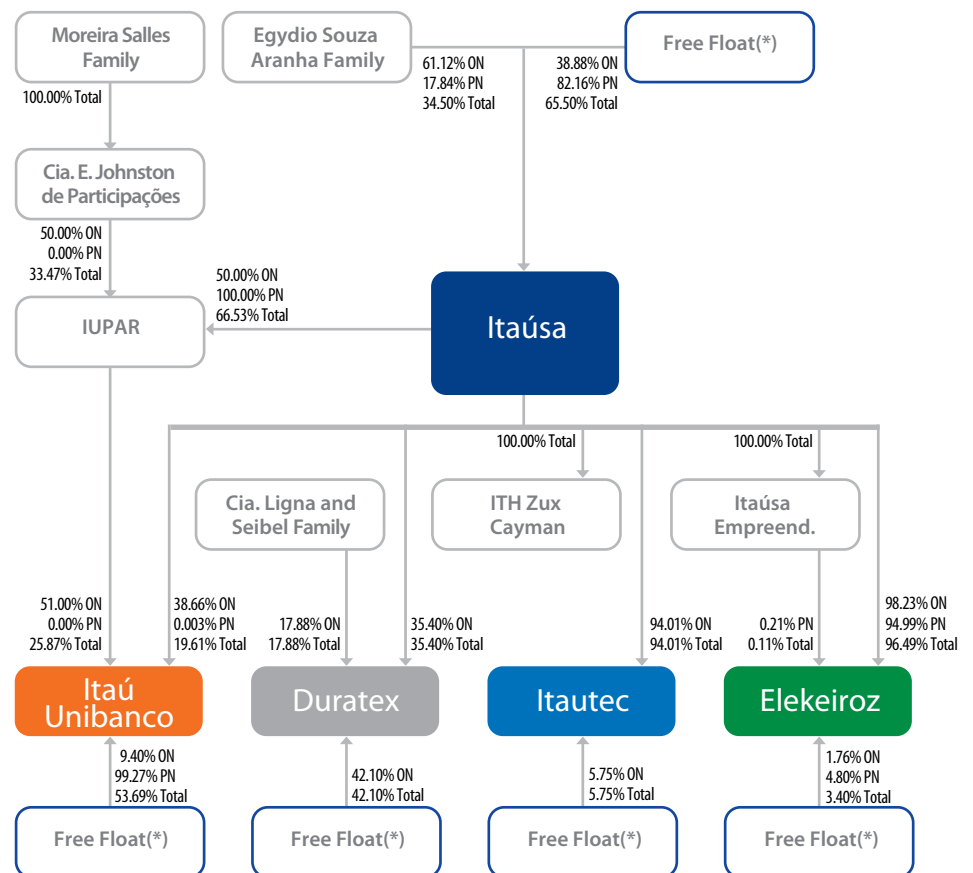 Moreira Salles
Family
Egydio Souza
Aranha Family
Free Float(*)
61.12% ON
17.84% PN
34.50% Total
38.88% ON
82.16% PN
65.50% Total
100.00% Total
Cia. E. Johnston
de Participações
50.00% ON
0.00% PN
33.47% Total
50.00% ON
100.00% PN
66.53% Total
IUPAR
Itaúsa
100.00% Total
100.00% Total
Cia. Ligna and
Seibel Family
ITH Zux
Cayman
Itaúsa
Empreend.
51.00% ON
0.00% PN
25.87% Total
38.66% ON
0.003% PN
19.61% Total
17.88% ON
17.88% Total
35.40% ON
35.40% Total
94.01% ON
94.01% Total
0.21% PN
0.11% Total
98.23% ON
94.99% PN
96.49% Total
Itaú
Unibanco
Duratex
Itautec
Elekeiroz
9.40% ON
99.27% PN
53.69% Total
42.10% ON
42.10% Total
5.75% ON
5.75% Total
1.76% ON
4.80% PN
3.40% Total
Free Float(*)
Free Float(*)
Free Float(*)
Free Float(*)